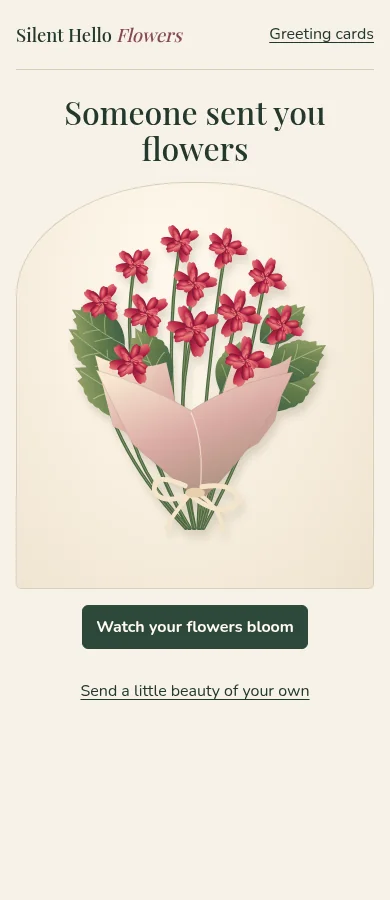 Silent Hello Flowers
Greeting cards
Someone sent you
flowers
Watch your flowers bloom
Send a little beauty of your own